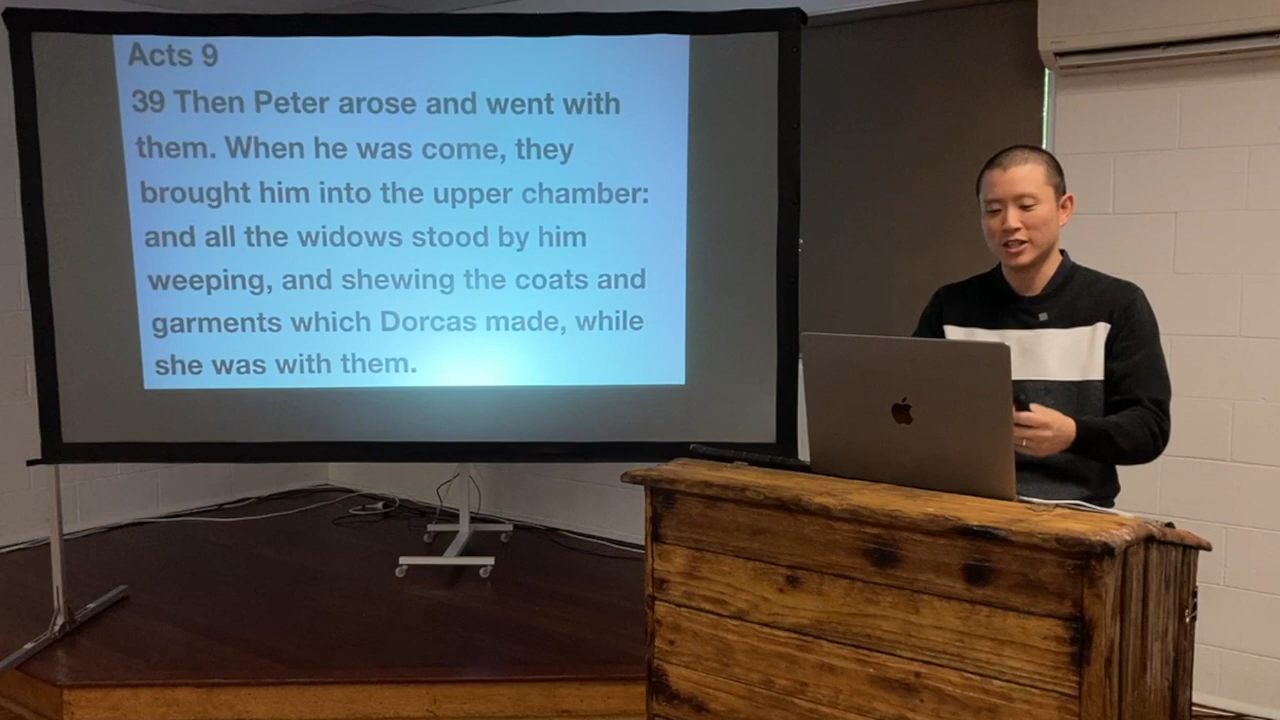 Acts 9
39 Then Peter arose and went with
them. When he was come, they
brought him into the upper chamber:
and all the widows stood by him
weeping, and shewing the coats and
garments which Dorcas made, while
she was with them.